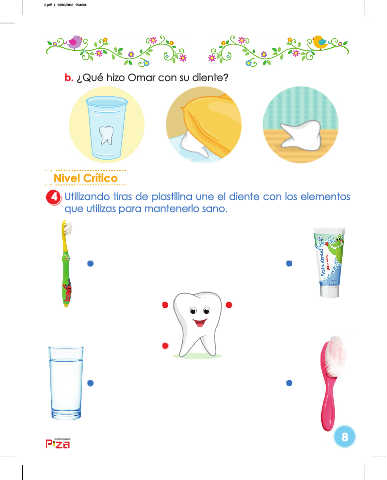 b. ¿Qué hizo Omar con su diente?
Nivel Crítico
4 Utilizando tiras de plastilina une el diente con los elementos
que utilizas para mantenerlo sano.
PIZA
8